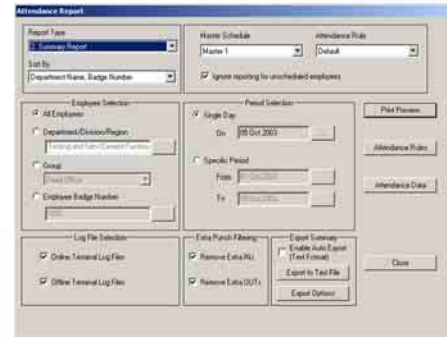 Attendance Report
Report Type
2. Summary Report
Sort By
Department Name, Badge Number
Master Schedule
Master 1
Attendance Rule
Default
Ignore reporting for unscheduled employees
Employee Selection
All Employees
Department/Division/Region
Group
Head Office
Employee Badge Number
Period Selection
Single Day
On
05 Oct 2003
Specific Period
From
To
Print Preview
Attendance Rules
Attendance Data
Close
Log File Selection
Online Terminal Log Files
Offline Terminal Log Files
Extra Punch Filtering
Remove Extra INs
Remove Extra OUTs
Export Summary
Enable Auto Export
(Text Format)
Export to Text File
Export Options